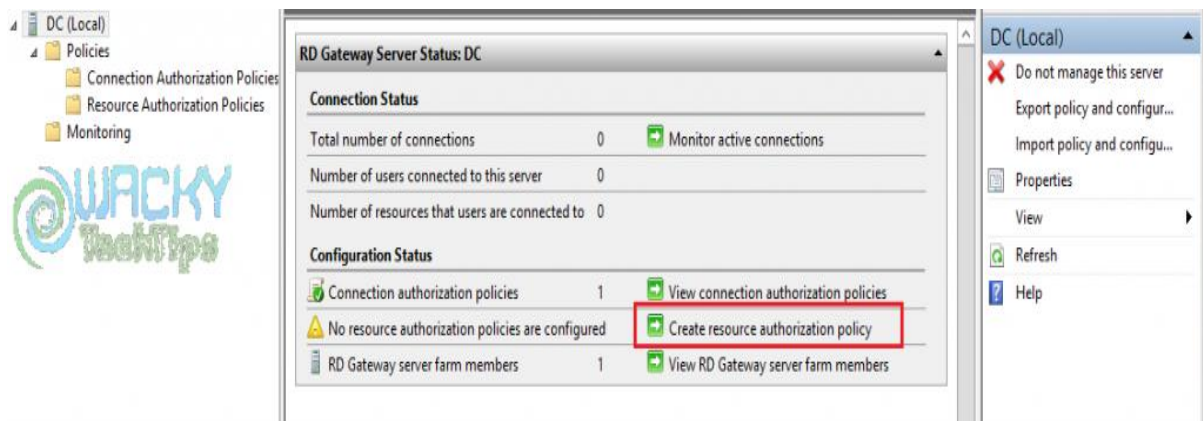 DC (Local)
Policies
Connection Authorization Policies
Resource Authorization Policies
Monitoring
WACKY
TechTips
RD Gateway Server Status: DC
Connection Status
Total number of connections 0 Monitor active connections
Number of users connected to this server 0
Number of resources that users are connected to 0
Configuration Status
Connection authorization policies 1 View connection authorization policies
No resource authorization policies are configured Create resource authorization policy
RD Gateway server farm members 1 View RD Gateway server farm members
DC (Local)
Do not manage this server
Export policy and configur...
Import policy and configu...
Properties
View
Refresh
Help